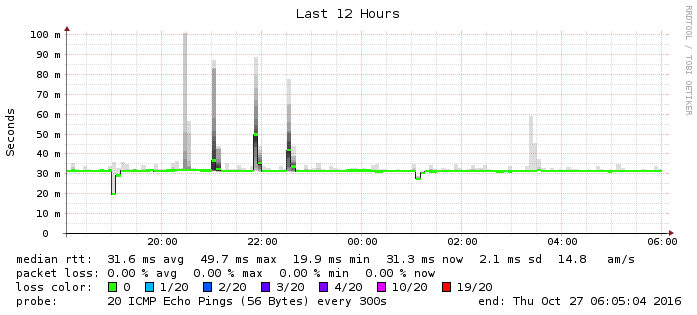 Last 12 Hours
RRDTOOL / TOBI OETIKER
Seconds
100 m
90 m
80 m
70 m
60 m
50 m
40 m
30 m
20 m
10 m
0 m
20:00 22:00 00:00 02:00 04:00 06:00
median rtt: 31.6 ms avg 49.7 ms max 19.9 ms min 31.3 ms now 2.1 ms sd 14.8 am/s
packet loss: 0.00 % avg 0.00 % max 0.00 % min 0.00 % now
loss color: 0 1/20 2/20 3/20 4/20 10/20 19/20
probe: 20 ICMP Echo Pings (56 Bytes) every 300s end: Thu Oct 27 06:05:04 2016